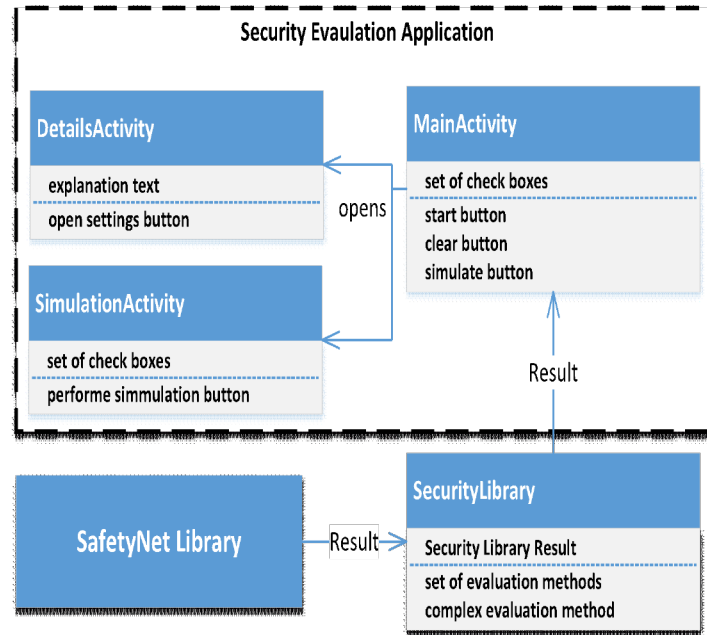 Security Evaulation Application
DetailsActivity
explanation text
open settings button
MainActivity
set of check boxes
start button
clear button
simulate button
opens
SimulationActivity
set of check boxes
performe simmulation button
Result
SafetyNet Library
Result
SecurityLibrary
Security Library Result
set of evaluation methods
complex evaluation method